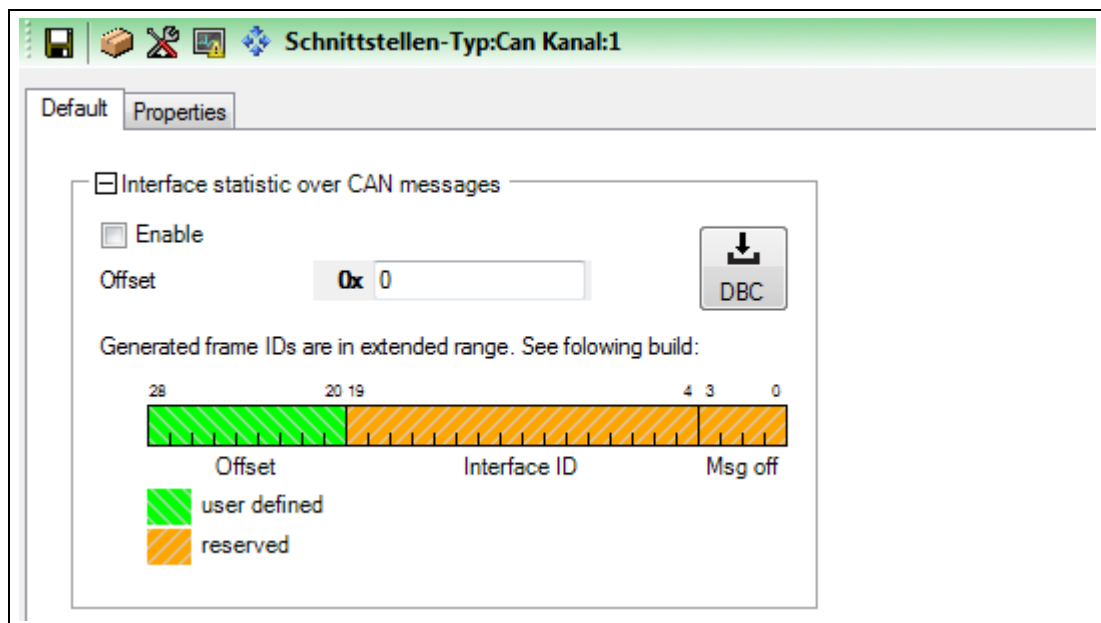 Schnittstellen-Typ:Can Kanal:1
Default Properties
Interface statistic over CAN messages
Enable
Offset 0x 0
DBC
Generated frame IDs are in extended range. See folowing build:
28 20 19 4 3 0
Offset Interface ID Msg off
user defined
reserved